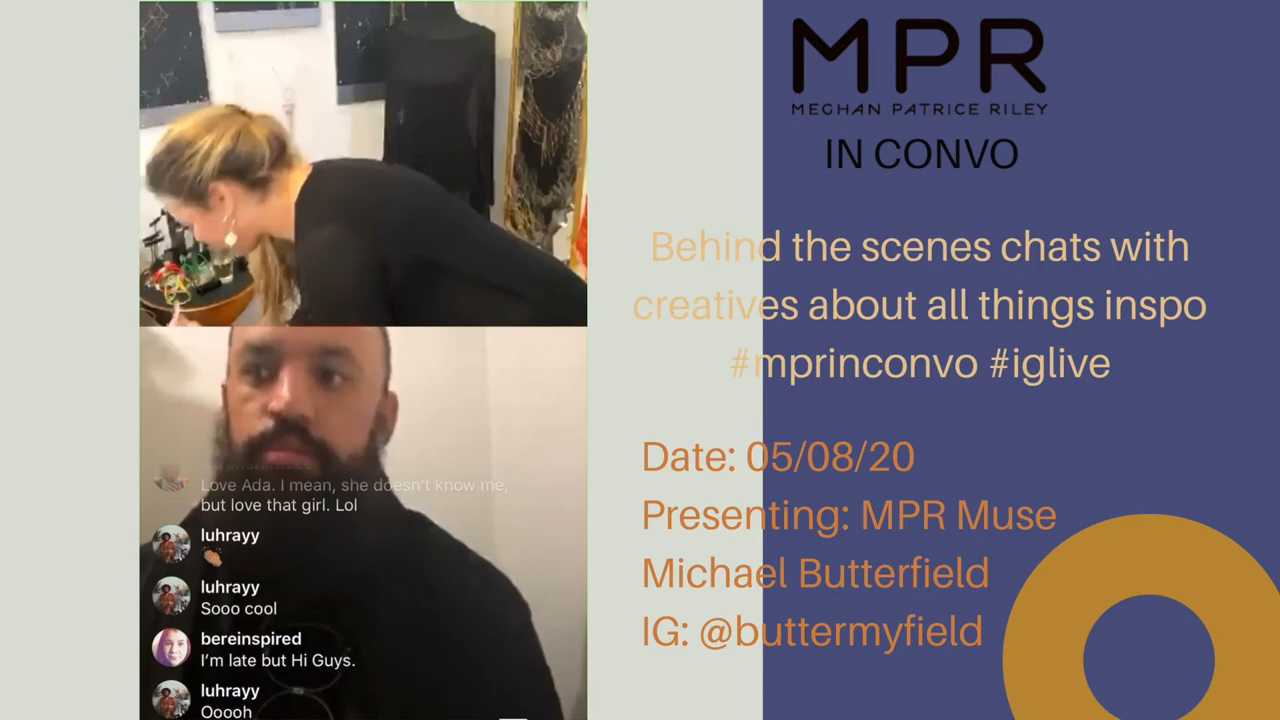 MPR
MEGHAN PATRICE RILEY
IN CONVO
Behind the scenes chats with
creatives about all things inspo
#mprinconvo #iglive
Date: 05/08/20
Presenting: MPR Muse
Michael Butterfield
IG: @buttermyfield
Love Ada. I mean, she doesn't know me,
but love that girl. Lol
luhrayy
👏🏽
luhrayy
Sooo cool
bereinspired
I'm late but Hi Guys.
luhrayy
Ooooh